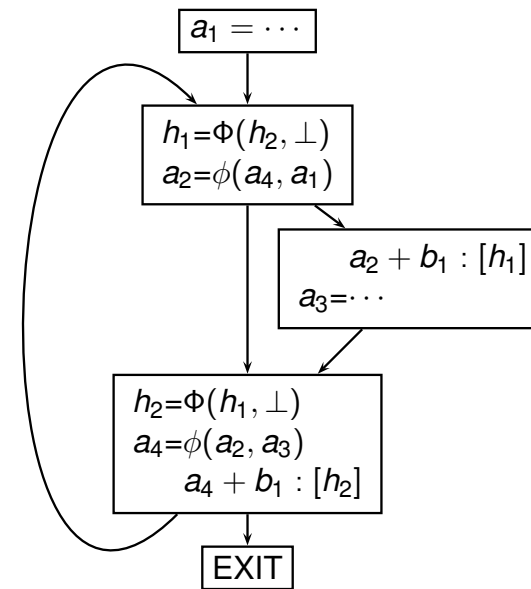 a₁ = ···
h₁=Φ(h₂, ⊥)
a₂=ϕ(a₄, a₁)
a₂ + b₁ : [h₁]
a₃=···
h₂=Φ(h₁, ⊥)
a₄=ϕ(a₂, a₃)
a₄ + b₁ : [h₂]
EXIT